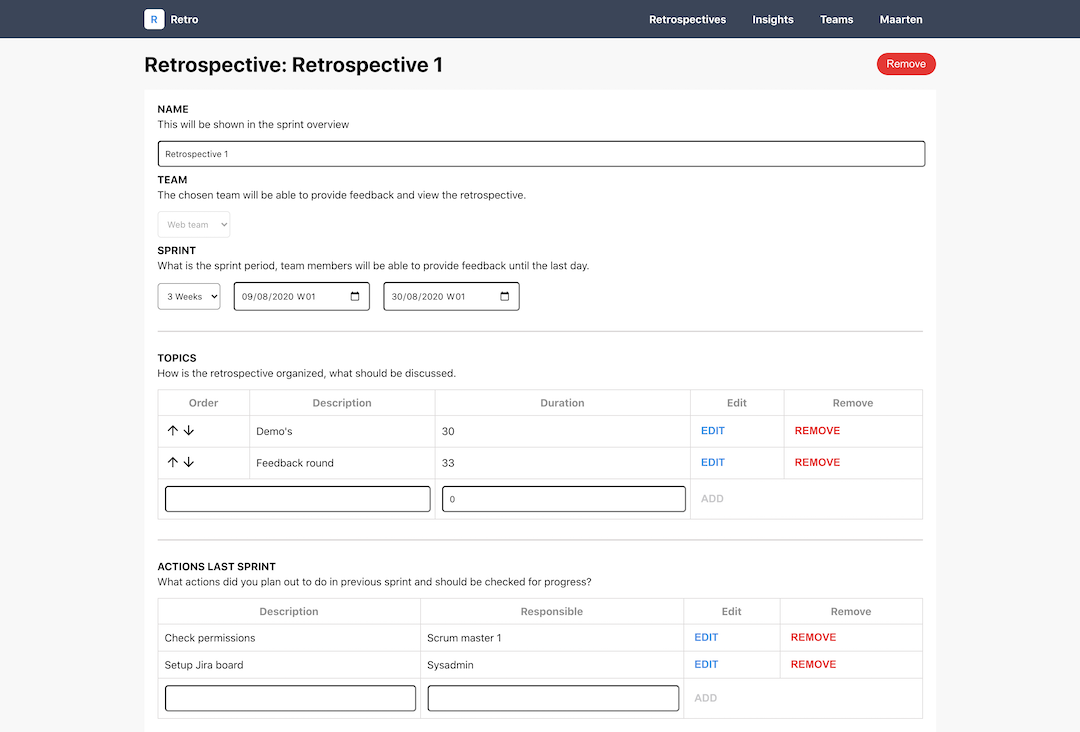 R Retro Retrospectives Insights Teams Maarten
Retrospective: Retrospective 1 Remove
NAME
This will be shown in the sprint overview
Retrospective 1
TEAM
The chosen team will be able to provide feedback and view the retrospective.
Web team
SPRINT
What is the sprint period, team members will be able to provide feedback until the last day.
3 Weeks 09/08/2020 W01 30/08/2020 W01
TOPICS
How is the retrospective organized, what should be discussed.
Order Description Duration Edit Remove
Demo's 30 EDIT REMOVE
Feedback round 33 EDIT REMOVE
0 ADD
ACTIONS LAST SPRINT
What actions did you plan out to do in previous sprint and should be checked for progress?
Description Responsible Edit Remove
Check permissions Scrum master 1 EDIT REMOVE
Setup Jira board Sysadmin EDIT REMOVE
ADD